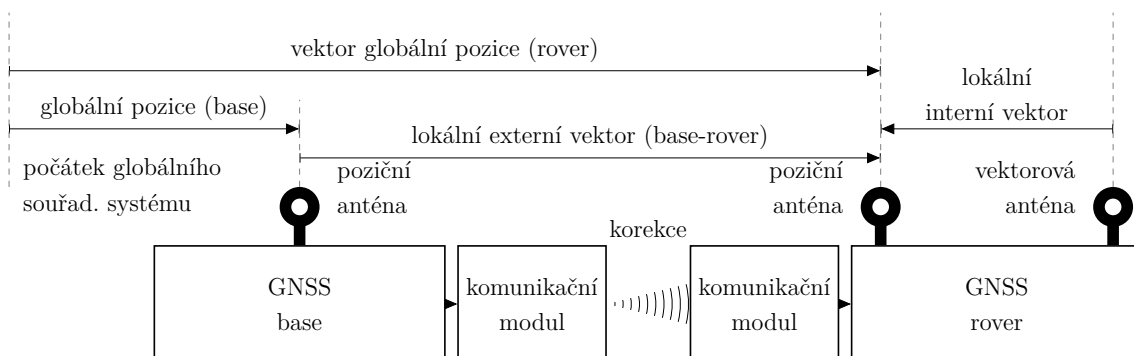 vektor globální pozice (rover)
lokální
interní vektor
globální pozice (base)
lokální externí vektor (base-rover)
počátek globálního
souřad. systému
poziční
anténa
poziční
anténa
vektorová
anténa
korekce
GNSS
base
komunikační
modul
komunikační
modul
GNSS
rover